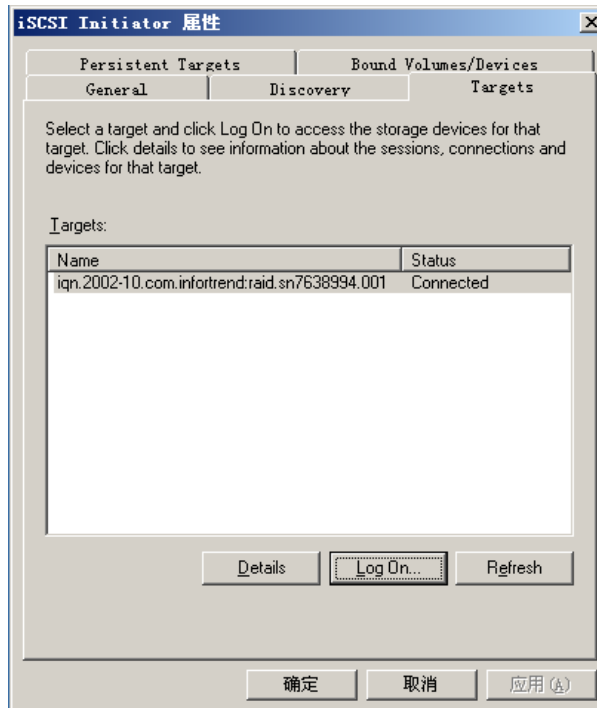 iSCSI Initiator 属性
Persistent Targets Bound Volumes/Devices
General Discovery Targets
Select a target and click Log On to access the storage devices for that
target. Click details to see information about the sessions, connections and
devices for that target.
Targets:
Name Status
iqn.2002-10.com.infortrend:raid.sn7638994.001 Connected
Details Log On... Refresh
确定 取消 应用(A)